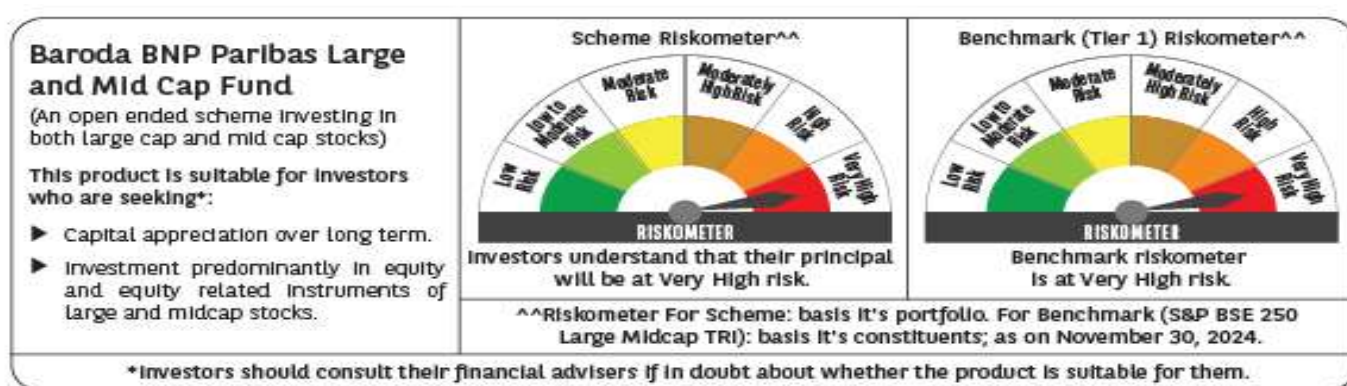 Baroda BNP Paribas Large
and Mid Cap Fund
(An open ended scheme investing in
both large cap and mid cap stocks)
This product is suitable for investors
who are seeking*:
▶ Capital appreciation over long term.
▶ Investment predominantly in equity
and equity related instruments of
large and midcap stocks.
Scheme Riskometer^^
Low
Risk
Low to
Moderate
Risk
Moderate
Risk
Moderately
High Risk
High
Risk
Very High
Risk
RISKOMETER
Investors understand that their principal
will be at Very High risk.
Benchmark (Tier 1) Riskometer^^
Low
Risk
Low to
Moderate
Risk
Moderate
Risk
Moderately
High Risk
High
Risk
Very High
Risk
RISKOMETER
Benchmark riskometer
is at Very High risk.
^^Riskometer For Scheme: basis it's portfolio. For Benchmark (S&P BSE 250
Large Midcap TRI): basis it's constituents; as on November 30, 2024.
*Investors should consult their financial advisers if in doubt about whether the product is suitable for them.